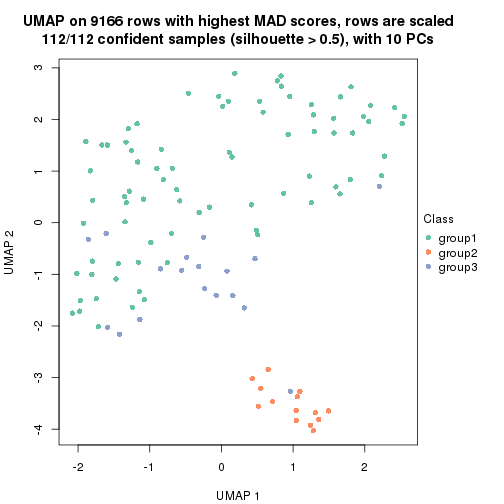 UMAP on 9166 rows with highest MAD scores, rows are scaled
112/112 confident samples (silhouette > 0.5), with 10 PCs
3
2
1
0
-1
-2
-3
-4
UMAP 2
-2
-1
0
1
2
UMAP 1
Class
group1
group2
group3